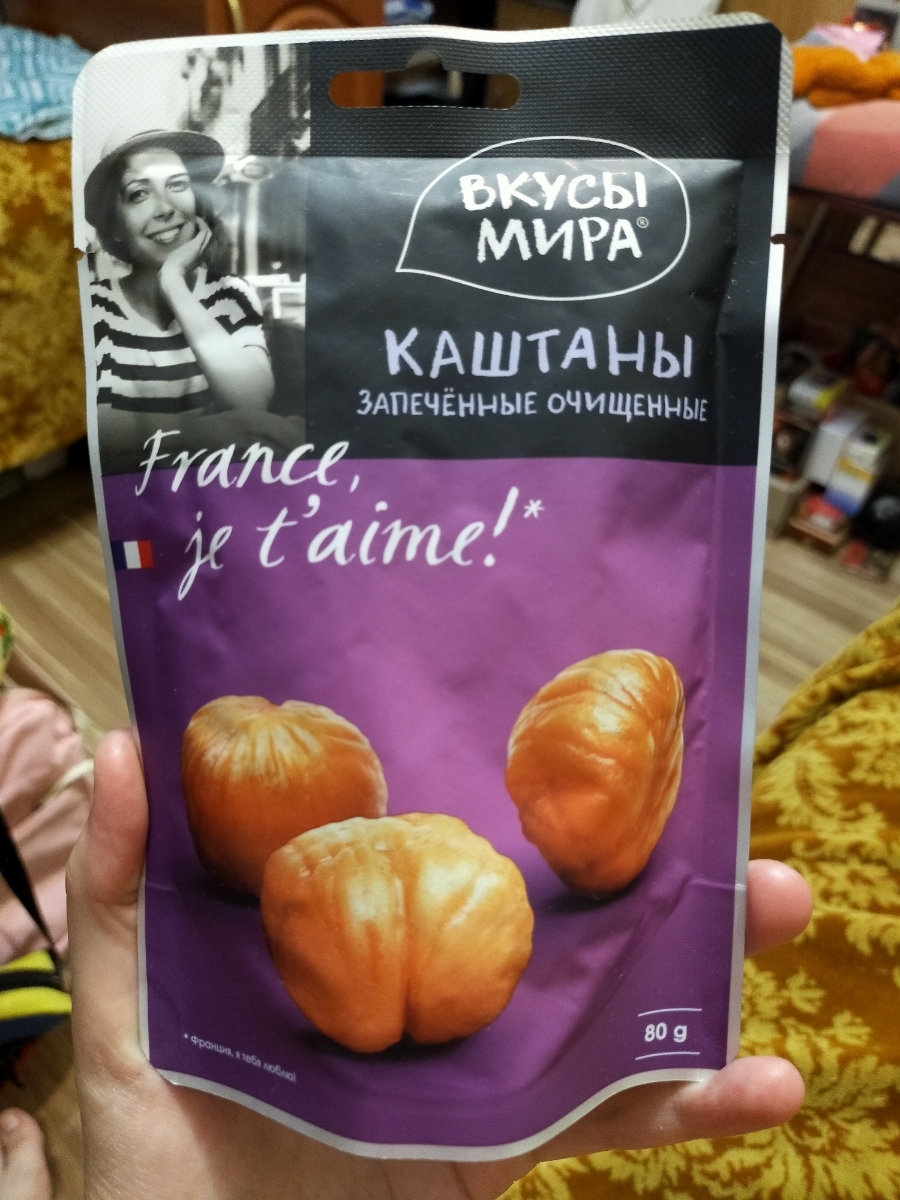 ВКУСЫ
МИРА®
КАШТАНЫ
ЗАПЕЧЁННЫЕ ОЧИЩЕННЫЕ
France,
je t'aime!*
80 g
* Франция, я тебя люблю!